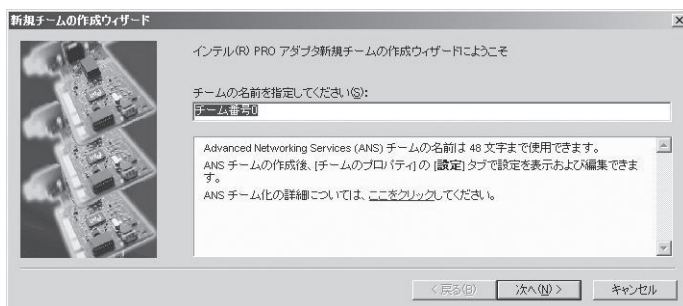 新規チームの作成ウィザード
インテル(R) PRO アダプタ新規チームの作成ウィザードにようこそ
チームの名前を指定してください(S):
チーム番号0
Advanced Networking Services (ANS) チームの名前は 48 文字まで使用できます。
ANS チームの作成後、[チームのプロパティ] の [設定] タブで設定を表示および編集できま
す。
ANS チーム化の詳細については、ここをクリックしてください。
< 戻る(B)
次へ(N) >
キャンセル